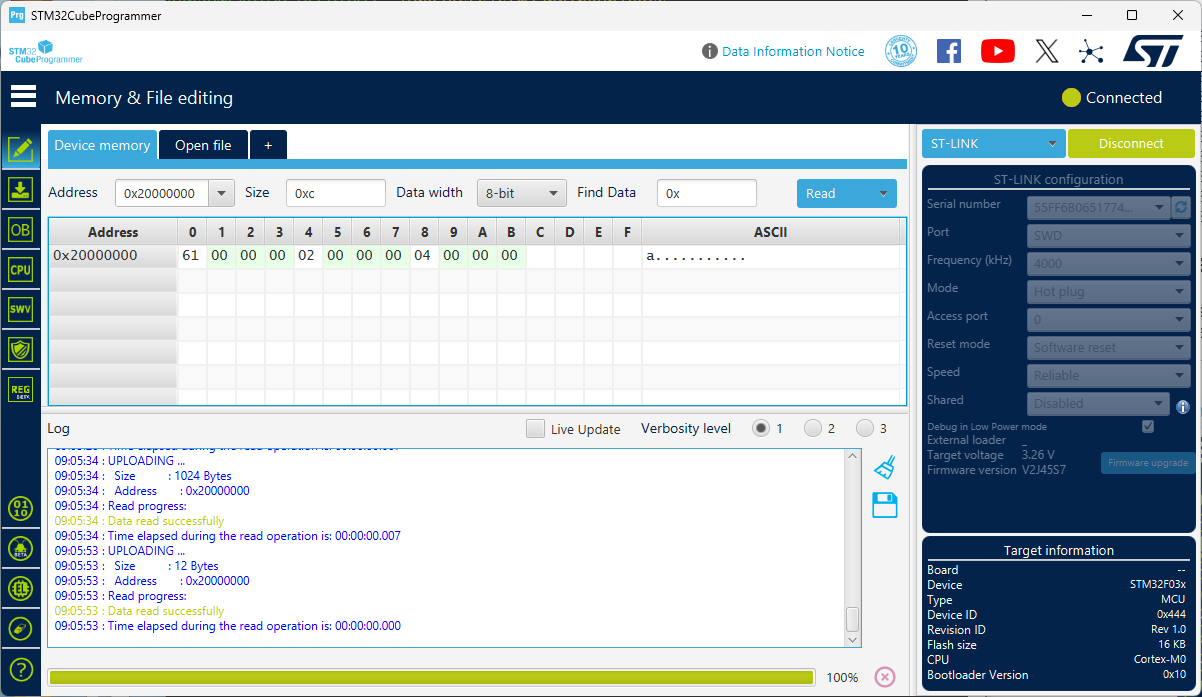 Prg STM32CubeProgrammer
STM32
CubeProgrammer
Data Information Notice
10 YEARS
ST
Memory & File editing
Connected
Device memory Open file +
ST-LINK Disconnect
Address 0x20000000 Size 0xc Data width 8-bit Find Data 0x Read
Address 0 1 2 3 4 5 6 7 8 9 A B C D E F ASCII
0x20000000 61 00 00 00 02 00 00 00 04 00 00 00 a...........
OB
CPU
SWV
REG
BETA
01
10
BETA
EL
?
ST-LINK configuration
Serial number 55FF6B0651774...
Port SWD
Frequency (kHz) 4000
Mode Hot plug
Access port 0
Reset mode Software reset
Speed Reliable
Shared Disabled
Debug in Low Power mode
External loader _
Target voltage 3.26 V
Firmware version V2J45S7
Firmware upgrade
Log
Live Update Verbosity level 1 2 3
09:05:34 : UPLOADING ...
09:05:34 : Size : 1024 Bytes
09:05:34 : Address : 0x20000000
09:05:34 : Read progress:
09:05:34 : Data read successfully
09:05:34 : Time elapsed during the read operation is: 00:00:00.007
09:05:53 : UPLOADING ...
09:05:53 : Size : 12 Bytes
09:05:53 : Address : 0x20000000
09:05:53 : Read progress:
09:05:53 : Data read successfully
09:05:53 : Time elapsed during the read operation is: 00:00:00.000
100%
Target information
Board --
Device STM32F03x
Type MCU
Device ID 0x444
Revision ID Rev 1.0
Flash size 16 KB
CPU Cortex-M0
Bootloader Version 0x10